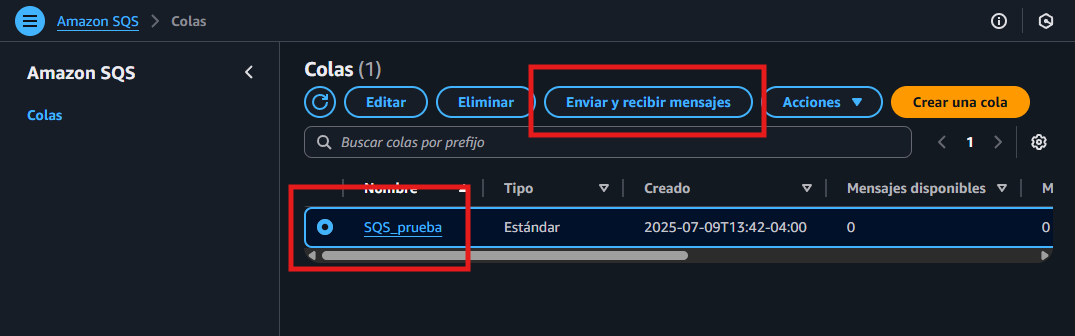 Amazon SQS > Colas
Amazon SQS
Colas
Colas (1)
Editar Eliminar Enviar y recibir mensajes Acciones Crear una cola
Buscar colas por prefijo
1
Nombre Tipo Creado Mensajes disponibles M
SQS_prueba Estándar 2025-07-09T13:42-04:00 0 0